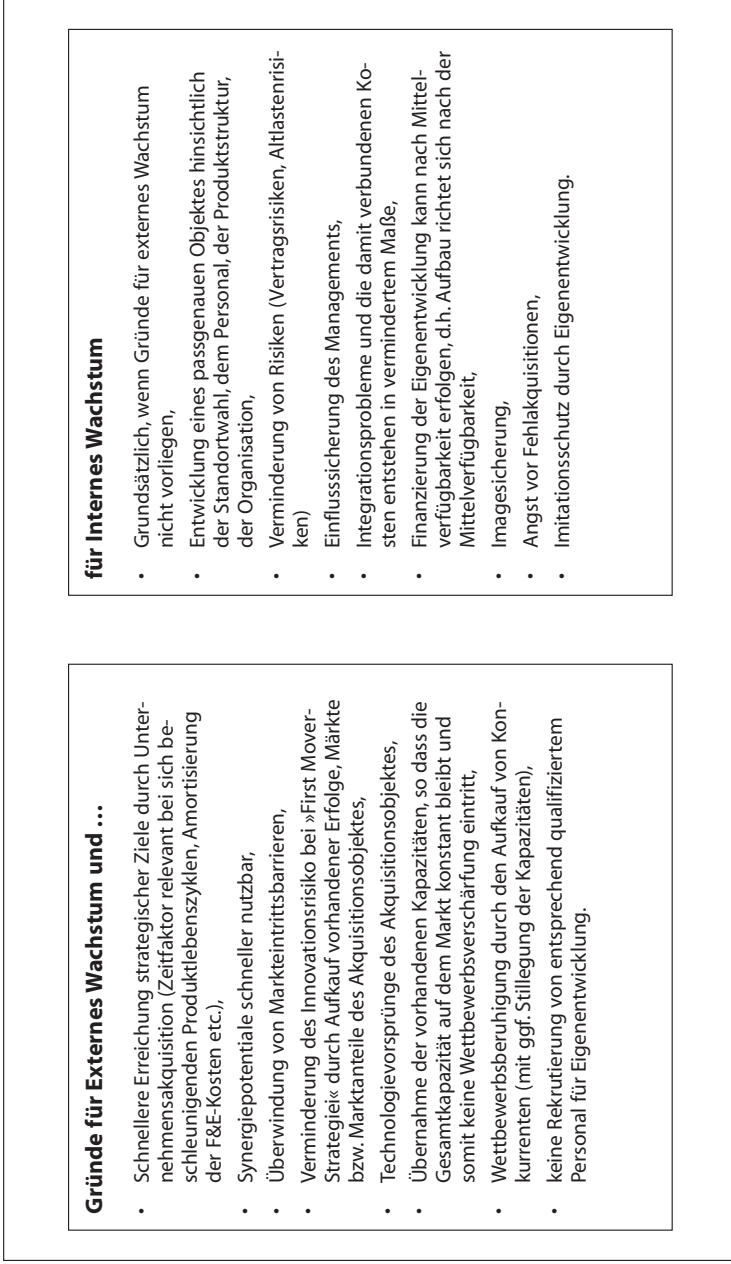 Gründe für Externes Wachstum und …
• Schnellere Erreichung strategischer Ziele durch Unter-
nehmensakquisition (Zeitfaktor relevant bei sich be-
schleunigenden Produktlebenszyklen, Amortisierung
der F&E-Kosten etc.),
• Synergiepotentiale schneller nutzbar,
• Überwindung von Markteintrittsbarrieren,
• Verminderung des Innovationsrisiko bei »First Mover-
Strategiei« durch Aufkauf vorhandener Erfolge, Märkte
bzw. Marktanteile des Akquisitionsobjektes,
• Technologievorsprünge des Akquisitionsobjektes,
• Übernahme der vorhandenen Kapazitäten, so dass die
Gesamtkapazität auf dem Markt konstant bleibt und
somit keine Wettbewerbsverschärfung eintritt,
• Wettbewerbsberuhigung durch den Aufkauf von Kon-
kurrenten (mit ggf. Stillegung der Kapazitäten),
• keine Rekrutierung von entsprechend qualifiziertem
Personal für Eigenentwicklung.
für Internes Wachstum
• Grundsätzlich, wenn Gründe für externes Wachstum
nicht vorliegen,
• Entwicklung eines passgenauen Objektes hinsichtlich
der Standortwahl, dem Personal, der Produktstruktur,
der Organisation,
• Verminderung von Risiken (Vertragsrisiken, Altlastenrisi-
ken)
• Einflusssicherung des Managements,
• Integrationsprobleme und die damit verbundenen Ko-
sten entstehen in vermindertem Maße,
• Finanzierung der Eigenentwicklung kann nach Mittel-
verfügbarkeit erfolgen, d.h. Aufbau richtet sich nach der
Mittelverfügbarkeit,
• Imagesicherung,
• Angst vor Fehlakquisitionen,
• Imitationsschutz durch Eigenentwicklung.